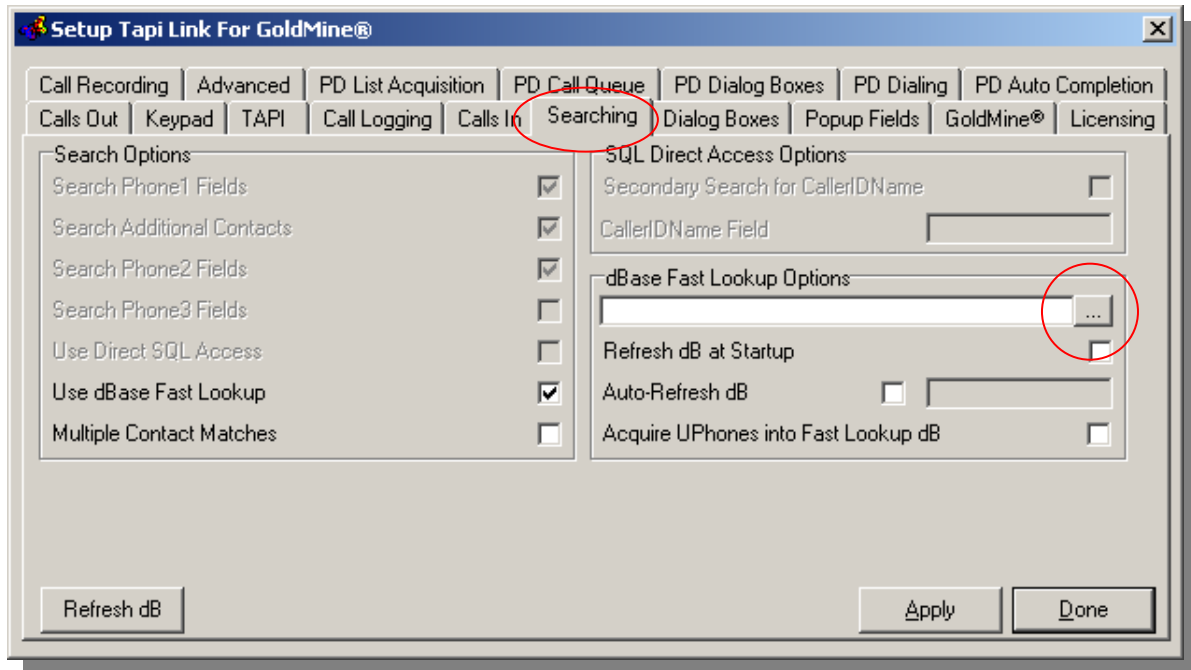 Setup Tapi Link For GoldMine®
Call Recording Advanced PD List Acquisition PD Call Queue PD Dialog Boxes PD Dialing PD Auto Completion
Calls Out Keypad TAPI Call Logging Calls In Searching Dialog Boxes Popup Fields GoldMine® Licensing
Search Options
Search Phone1 Fields
Search Additional Contacts
Search Phone2 Fields
Search Phone3 Fields
Use Direct SQL Access
Use dBase Fast Lookup
Multiple Contact Matches
SQL Direct Access Options
Secondary Search for CallerIDName
CallerIDName Field
dBase Fast Lookup Options
...
Refresh dB at Startup
Auto-Refresh dB
Acquire UPhones into Fast Lookup dB
Refresh dB Apply Done